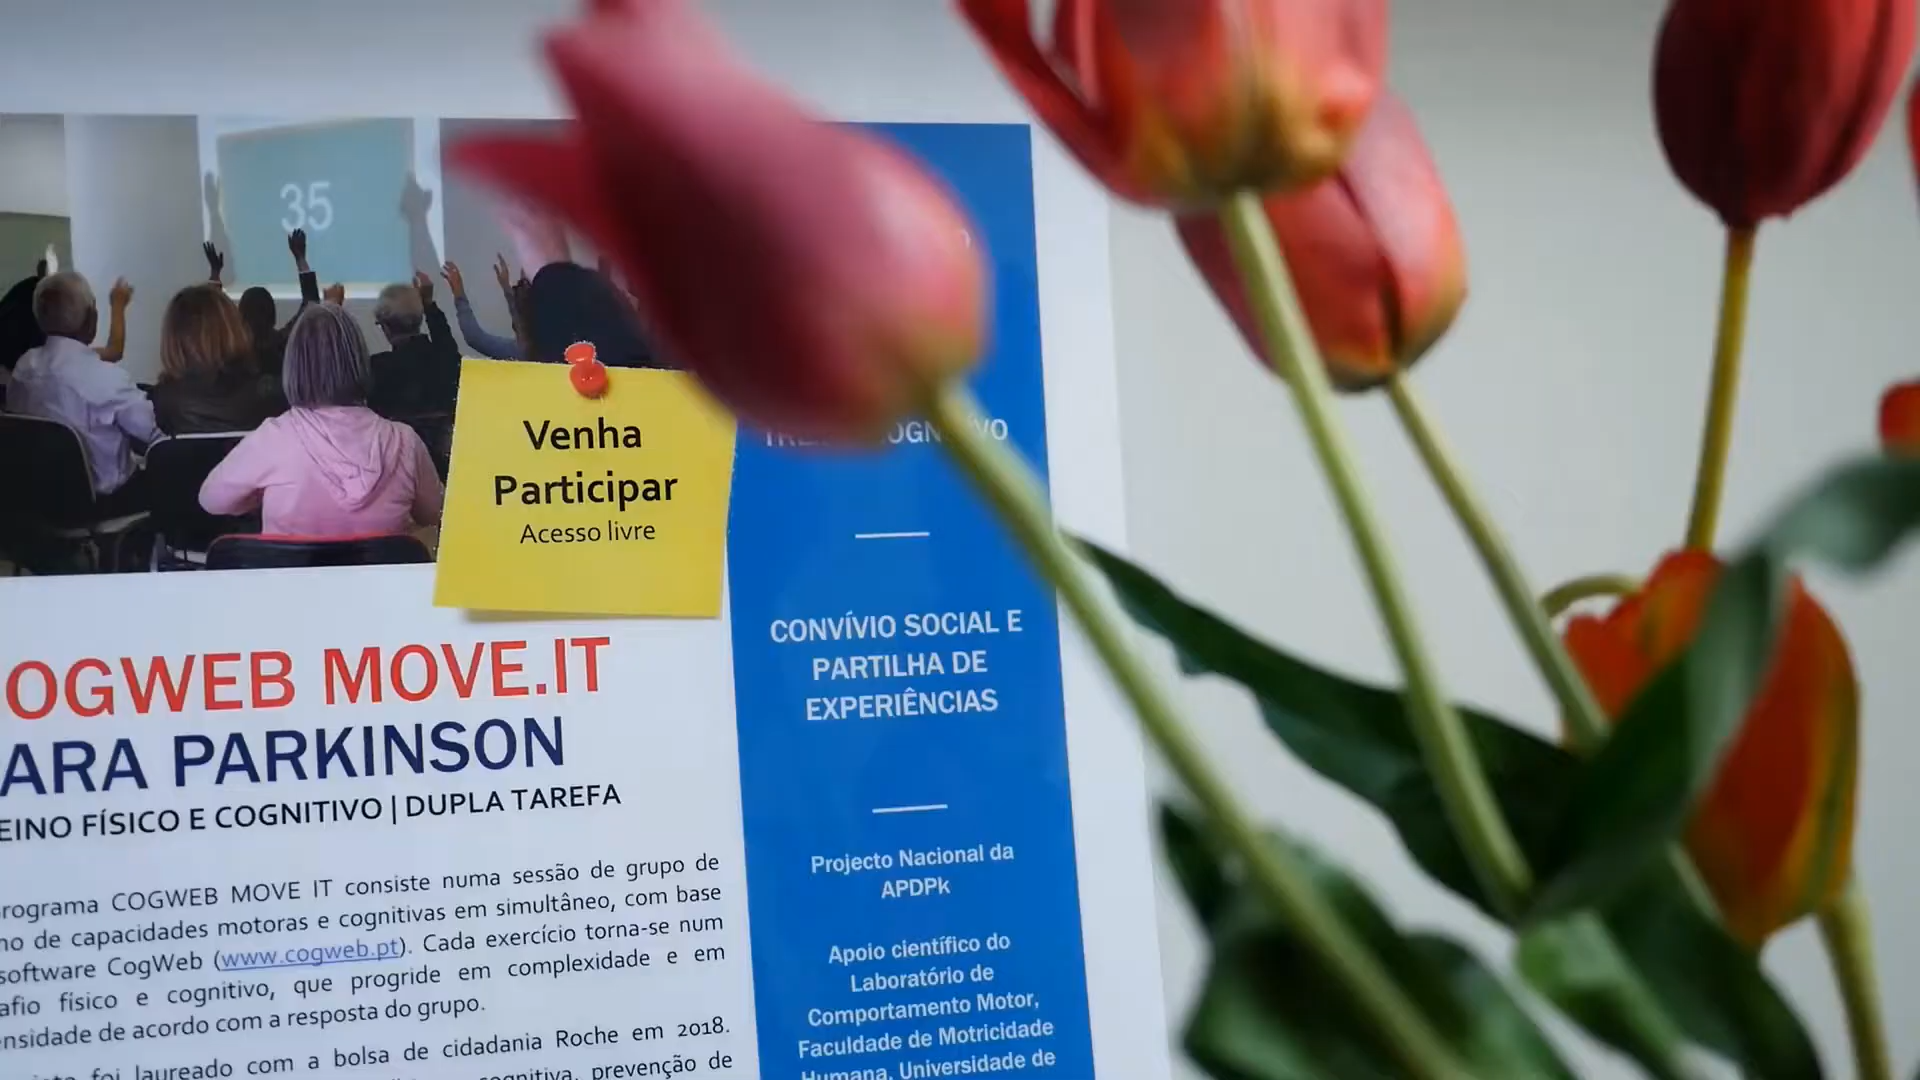 35
Venha
Participar
Acesso livre
OGWEB MOVE.IT
ARA PARKINSON
EINO FÍSICO E COGNITIVO | DUPLA TAREFA
rograma COGWEB MOVE IT consiste numa sessão de grupo de
no de capacidades motoras e cognitivas em simultâneo, com base
software CogWeb (www.cogweb.pt). Cada exercício torna-se num
afio físico e cognitivo, que progride em complexidade e em
nsidade de acordo com a resposta do grupo.
foi laureado com a bolsa de cidadania Roche em 2018.
cognitiva, prevenção de
CONVÍVIO SOCIAL E
PARTILHA DE
EXPERIÊNCIAS
Projecto Nacional da
APDPk
Apoio científico do
Laboratório de
Comportamento Motor,
Faculdade de Motricidade
Humana, Universidade de